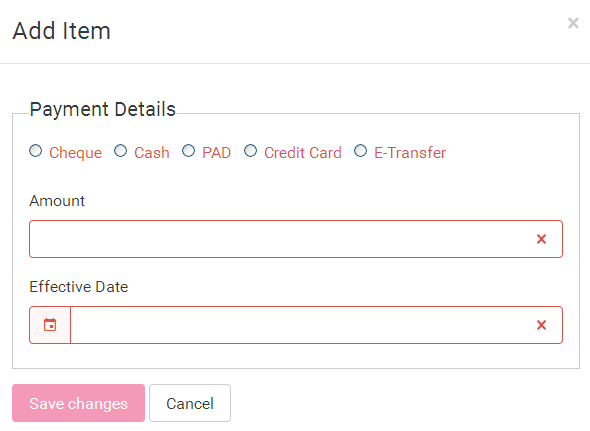 Add Item
Payment Details
Cheque Cash PAD Credit Card E-Transfer
Amount
Effective Date
Save changes Cancel